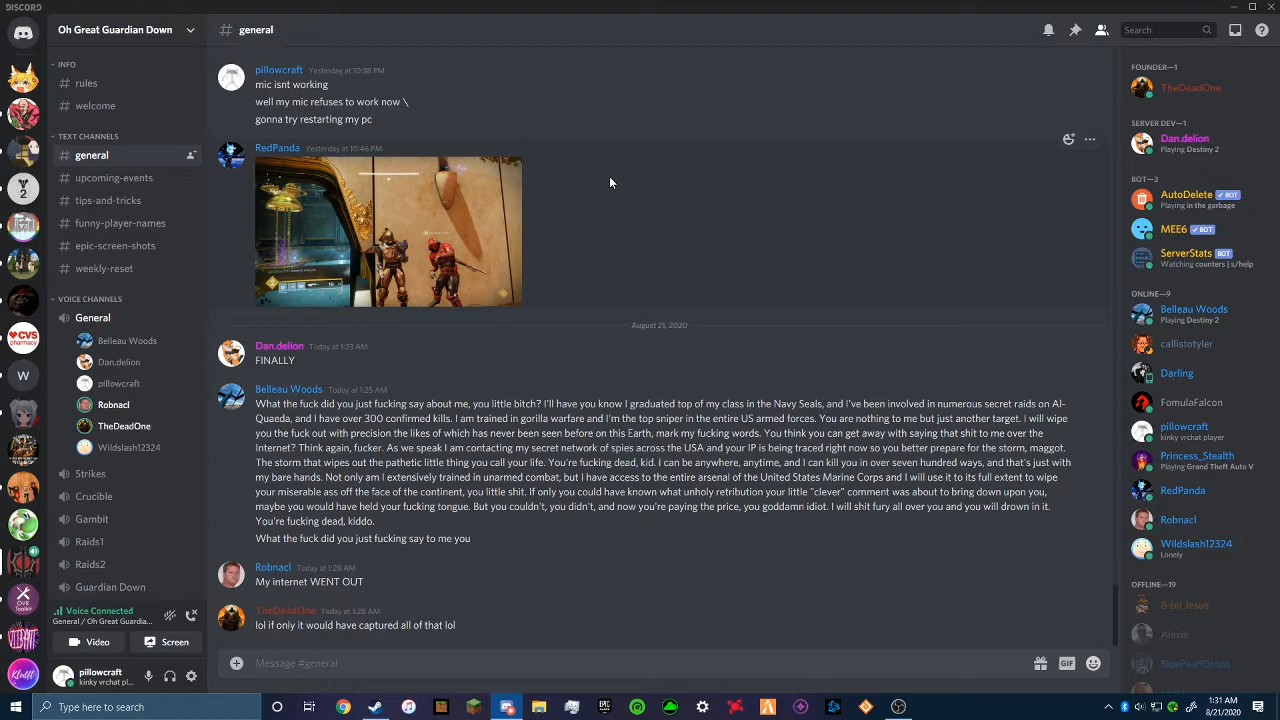 DISCORD
Oh Great Guardian Down
# general
Search
INFO
# rules
# welcome
TEXT CHANNELS
# general
# upcoming-events
# tips-and-tricks
# funny-player-names
# epic-screen-shots
# weekly-reset
VOICE CHANNELS
General
Belleau Woods
Dan.delion
pillowcraft
Robnacl
TheDeadOne
Wildslash12324
Strikes
Crucible
Gambit
Raids1
Raids2
Guardian Down
Voice Connected
General / Oh Great Guardia...
Video
Screen
pillowcraft
kinky vrchat pl...
CVS
pharmacy
W
OVR
Toolkit
VIBRANT
Klutt
pillowcraft Yesterday at 10:38 PM
mic isnt working
well my mic refuses to work now \
gonna try restarting my pc
RedPanda Yesterday at 10:46 PM
August 21, 2020
Dan.delion Today at 1:23 AM
FINALLY
Belleau Woods Today at 1:25 AM
What the fuck did you just fucking say about me, you little bitch? I'll have you know I graduated top of my class in the Navy Seals, and I've been involved in numerous secret raids on Al-
Quaeda, and I have over 300 confirmed kills. I am trained in gorilla warfare and I'm the top sniper in the entire US armed forces. You are nothing to me but just another target. I will wipe
you the fuck out with precision the likes of which has never been seen before on this Earth, mark my fucking words. You think you can get away with saying that shit to me over the
Internet? Think again, fucker. As we speak I am contacting my secret network of spies across the USA and your IP is being traced right now so you better prepare for the storm, maggot.
The storm that wipes out the pathetic little thing you call your life. You're fucking dead, kid. I can be anywhere, anytime, and I can kill you in over seven hundred ways, and that's just with
my bare hands. Not only am I extensively trained in unarmed combat, but I have access to the entire arsenal of the United States Marine Corps and I will use it to its full extent to wipe
your miserable ass off the face of the continent, you little shit. If only you could have known what unholy retribution your little "clever" comment was about to bring down upon you,
maybe you would have held your fucking tongue. But you couldn't, you didn't, and now you're paying the price, you goddamn idiot. I will shit fury all over you and you will drown in it.
You're fucking dead, kiddo.
What the fuck did you just fucking say to me you
Robnacl Today at 1:28 AM
My internet WENT OUT
TheDeadOne Today at 1:28 AM
lol if only it would have captured all of that lol
Message #general
GIF
FOUNDER—1
TheDeadOne
SERVER DEV—1
Dan.delion
Playing Destiny 2
BOT—3
AutoDelete ✓ BOT
Playing in the garbage
MEE6 ✓ BOT
ServerStats BOT
Watching counters | s/help
ONLINE—9
Belleau Woods
Playing Destiny 2
callistotyler
Darling
FomulaFalcon
pillowcraft
kinky vrchat player
Princess_Stealth
Playing Grand Theft Auto V
RedPanda
Robnacl
Wildslash12324
Lonely
OFFLINE—19
8-bit Jesus
Alexie
BluePearlDrops
Type here to search
EPIC
1:31 AM
8/21/2020